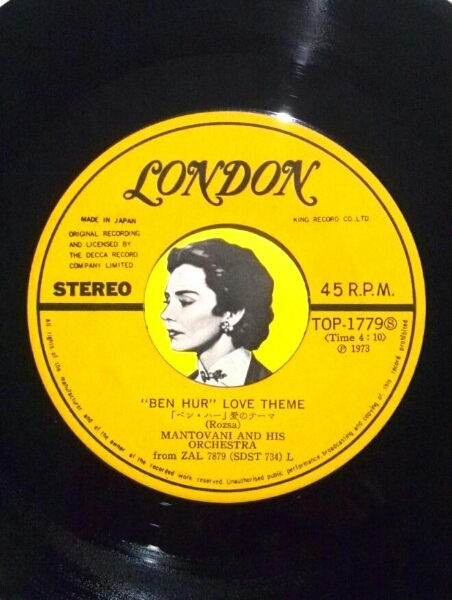 LONDON
MADE IN JAPAN
KING RECORD CO., LTD.
ORIGINAL RECORDING
AND LICENSED BY
THE DECCA RECORD
COMPANY LIMITED
STEREO
45 R.P.M.
TOP-1779Ⓢ
〈Time 4:10〉
Ⓟ 1973
"BEN HUR" LOVE THEME
「ベン・ハー」愛のテーマ
(Rozsa)
MANTOVANI AND HIS
ORCHESTRA
from ZAL 7879 (SDST 734) L
All rights of the manufacturer and of the owner of the recorded work reserved. Unauthorised public performance, broadcasting and copying of this record prohibited